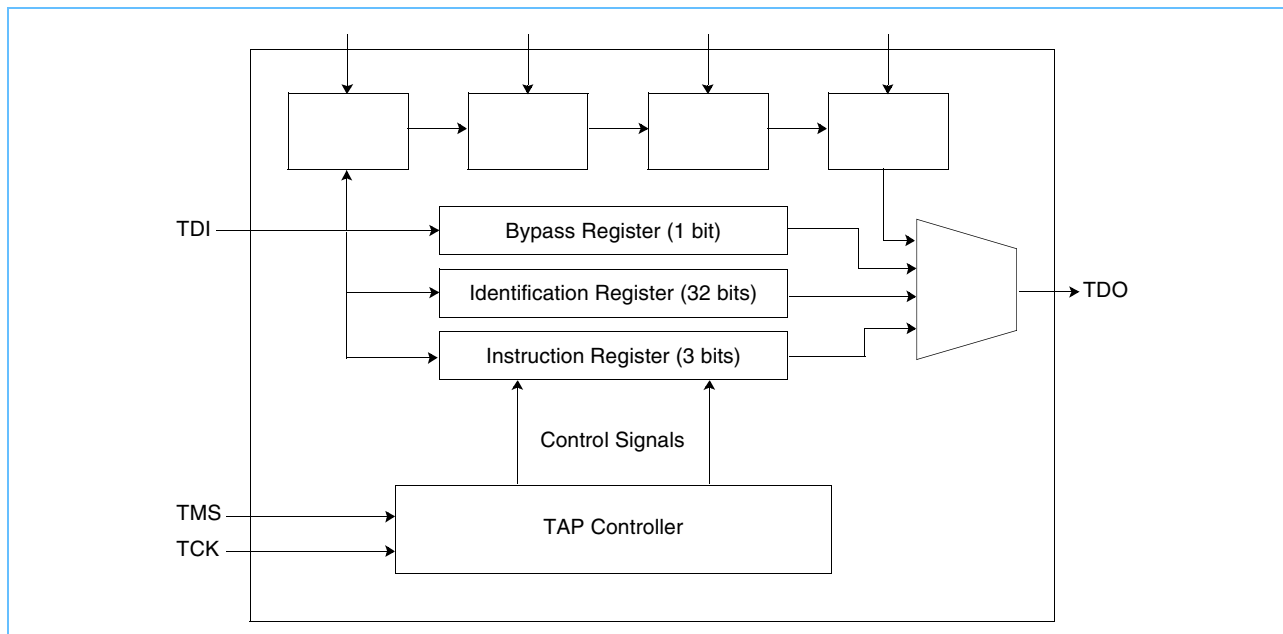 TDI
Bypass Register (1 bit)
Identification Register (32 bits)
TDO
Instruction Register (3 bits)
Control Signals
TMS
TAP Controller
TCK